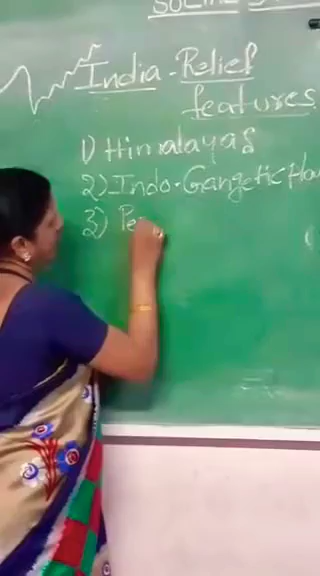 India-Relief
features
1) Himalayas
2) Indo-Gangetic
3) Pe